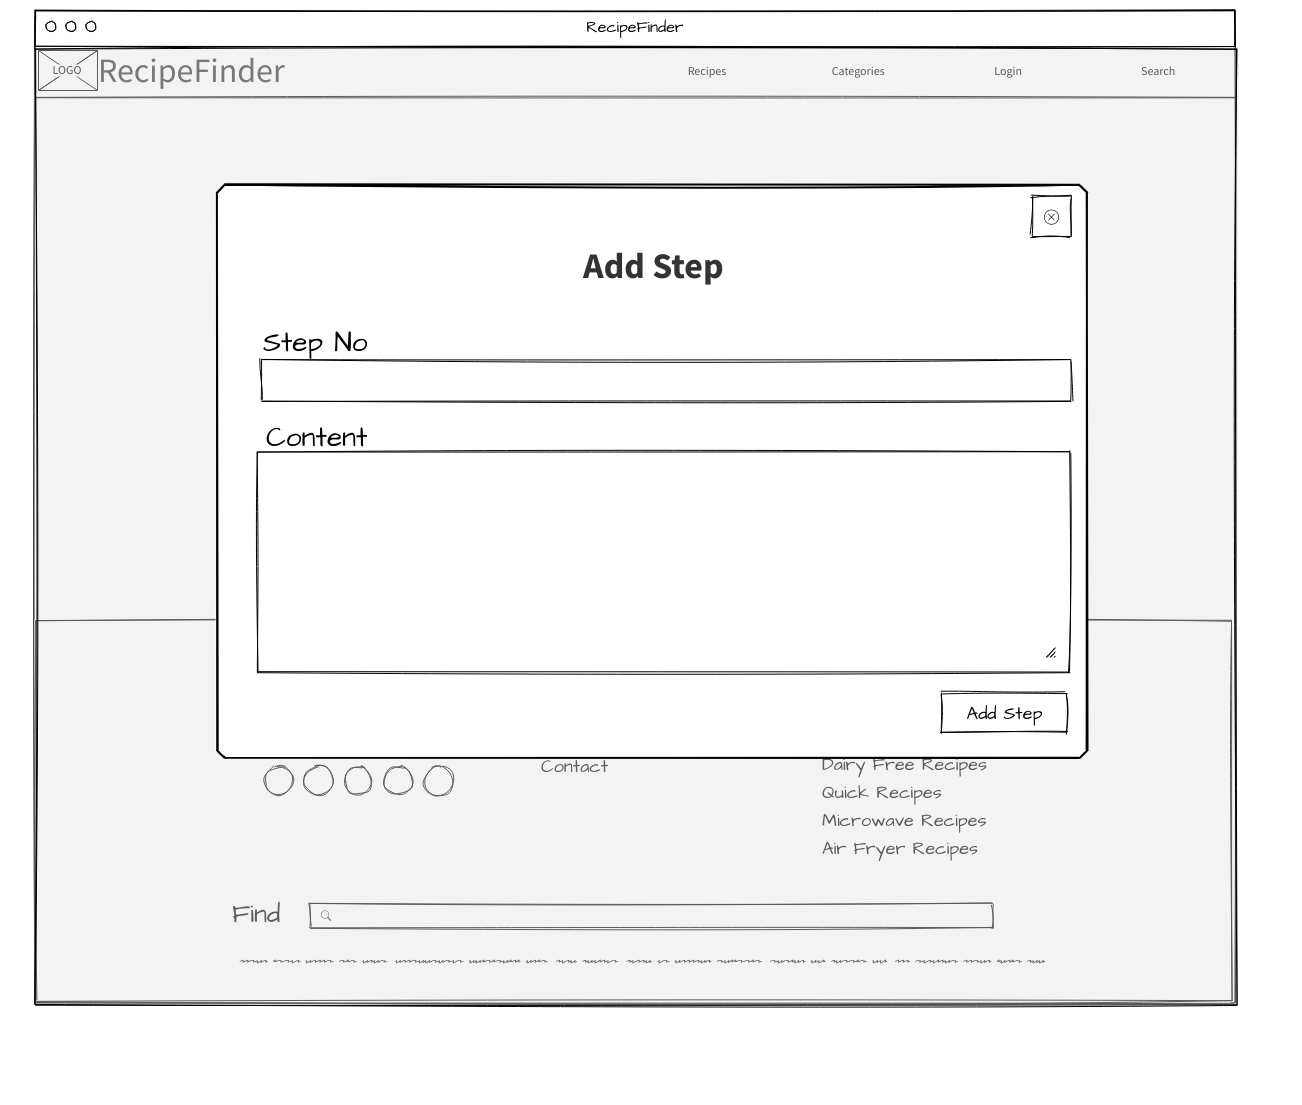 RecipeFinder
LOGO RecipeFinder Recipes Categories Login Search
Add Step
Step No
Content
Add Step
Contact
Dairy Free Recipes
Quick Recipes
Microwave Recipes
Air Fryer Recipes
Find